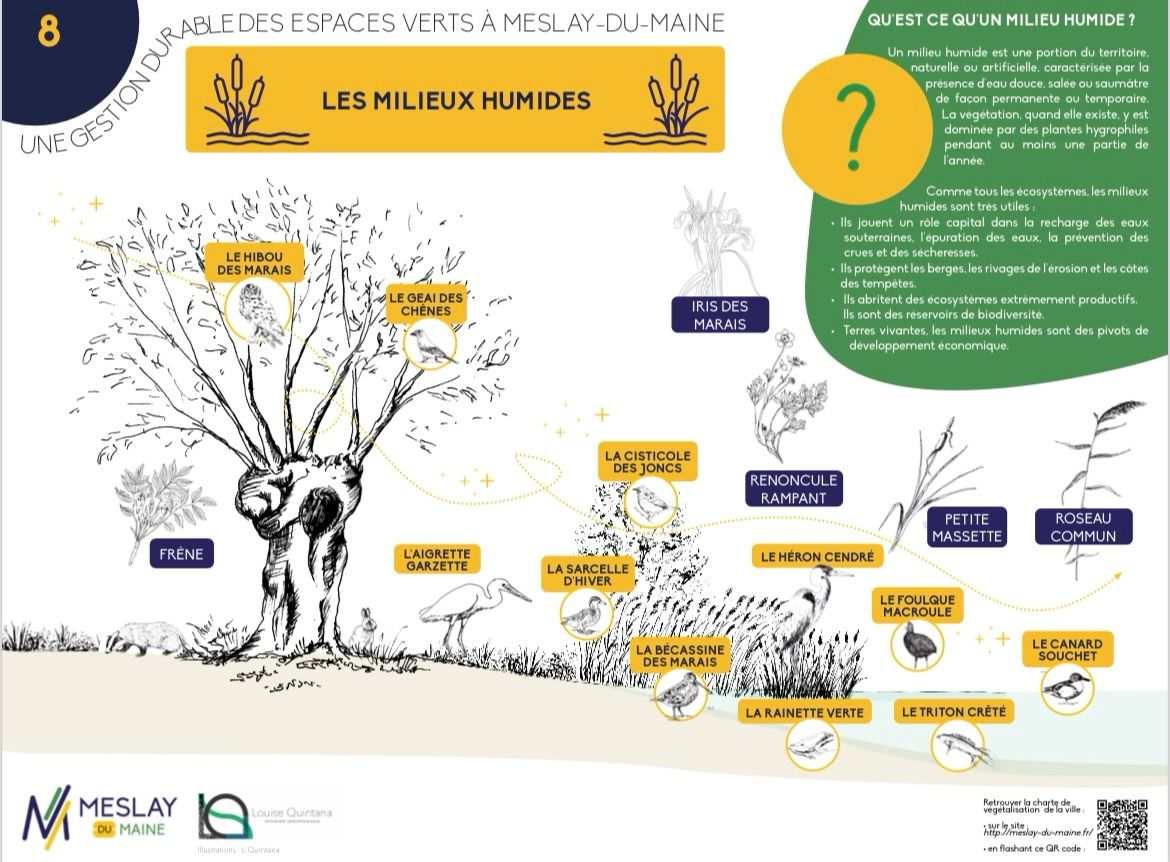 8
UNE GESTION DURABLE DES ESPACES VERTS À MESLAY-DU-MAINE
LES MILIEUX HUMIDES
QU'EST CE QU'UN MILIEU HUMIDE ?
?
Un milieu humide est une portion du territoire,
naturelle ou artificielle, caractérisée par la
présence d'eau douce, salée ou saumâtre
de façon permanente ou temporaire.
La végétation, quand elle existe, y est
dominée par des plantes hygrophiles
pendant au moins une partie de
l'année.
Comme tous les écosystèmes, les milieux
humides sont très utiles :
• Ils jouent un rôle capital dans la recharge des eaux
souterraines, l'épuration des eaux, la prévention des
crues et des sécheresses.
• Ils protègent les berges, les rivages de l'érosion et les côtes
des tempêtes.
• Ils abritent des écosystèmes extrêmement productifs.
Ils sont des réservoirs de biodiversité.
• Terres vivantes, les milieux humides sont des pivots de
développement économique.
LE HIBOU
DES MARAIS
LE GEAI DES
CHÊNES
IRIS DES
MARAIS
LA CISTICOLE
DES JONCS
RENONCULE
RAMPANT
PETITE
MASSETTE
ROSEAU
COMMUN
FRÊNE
L'AIGRETTE
GARZETTE
LA SARCELLE
D'HIVER
LE HÉRON CENDRÉ
LE FOULQUE
MACROULE
LA BÉCASSINE
DES MARAIS
LE CANARD
SOUCHET
LA RAINETTE VERTE
LE TRITON CRÊTÉ
MESLAY
DU MAINE
Louise Quintana
Illustrations : L.Quintana
Retrouver la charte de
végétalisation de la ville :
• sur le site :
http://meslay-du-maine.fr/
• en flashant ce QR code :